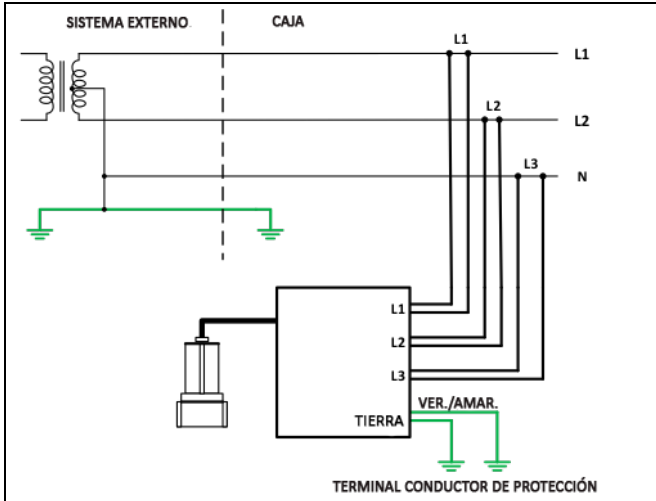 SISTEMA EXTERNO
CAJA
L1
L1
L2
L2
L3
N
L1
L2
L3
VER./AMAR.
TIERRA
TERMINAL CONDUCTOR DE PROTECCIÓN